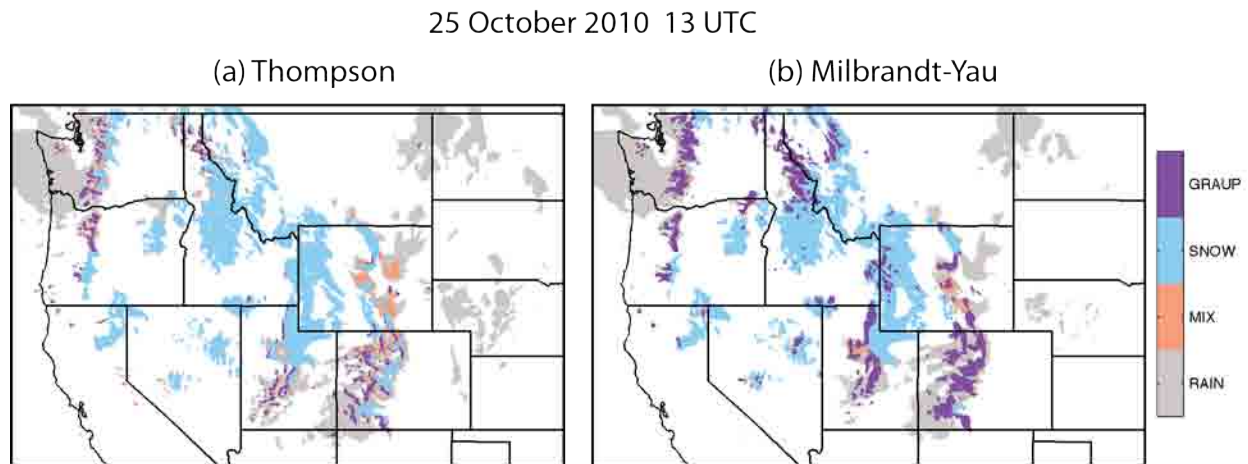 25 October 2010 13 UTC
(a) Thompson
(b) Milbrandt-Yau
GRAUP
SNOW
MIX
RAIN